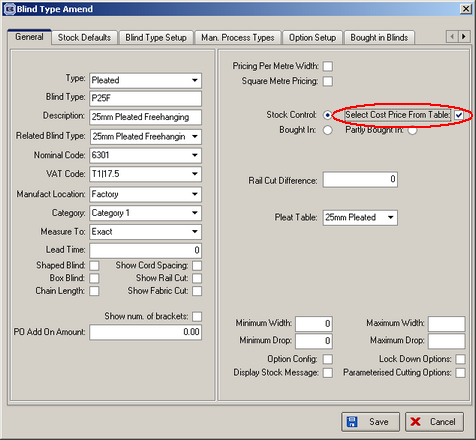 Blind Type Amend
General Stock Defaults Blind Type Setup Man. Process Types Option Setup Bought in Blinds
Type: Pleated
Blind Type: P25F
Description: 25mm Pleated Freehanging
Related Blind Type: 25mm Pleated Freehangin
Nominal Code: 6301
VAT Code: T1|17.5
Manufact Location: Factory
Category: Category 1
Measure To: Exact
Lead Time: 0
Shaped Blind: Show Cord Spacing:
Box Blind: Show Rail Cut:
Chain Length: Show Fabric Cut:
Show num. of brackets:
PO Add On Amount: 0.00
Pricing Per Metre Width:
Square Metre Pricing:
Stock Control: Select Cost Price From Table:
Bought In: Partly Bought In:
Rail Cut Difference: 0
Pleat Table: 25mm Pleated
Minimum Width: 0 Maximum Width:
Minimum Drop: 0 Maximum Drop:
Option Config: Lock Down Options:
Display Stock Message: Parameterised Cutting Options:
Save Cancel